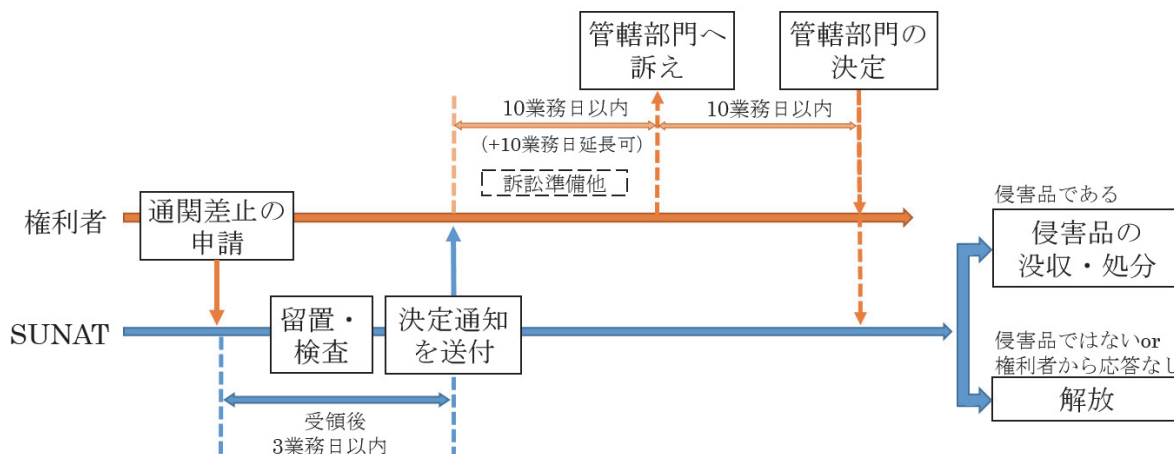 管轄部門へ
訴え
管轄部門の
決定
10業務日以内
10業務日以内
(+10業務日延長可)
訴訟準備他
権利者
通関差止の
申請
侵害品である
侵害品の
没収・処分
SUNAT
留置・
検査
決定通知
を送付
侵害品ではないor
権利者から応答なし
解放
受領後
3業務日以内